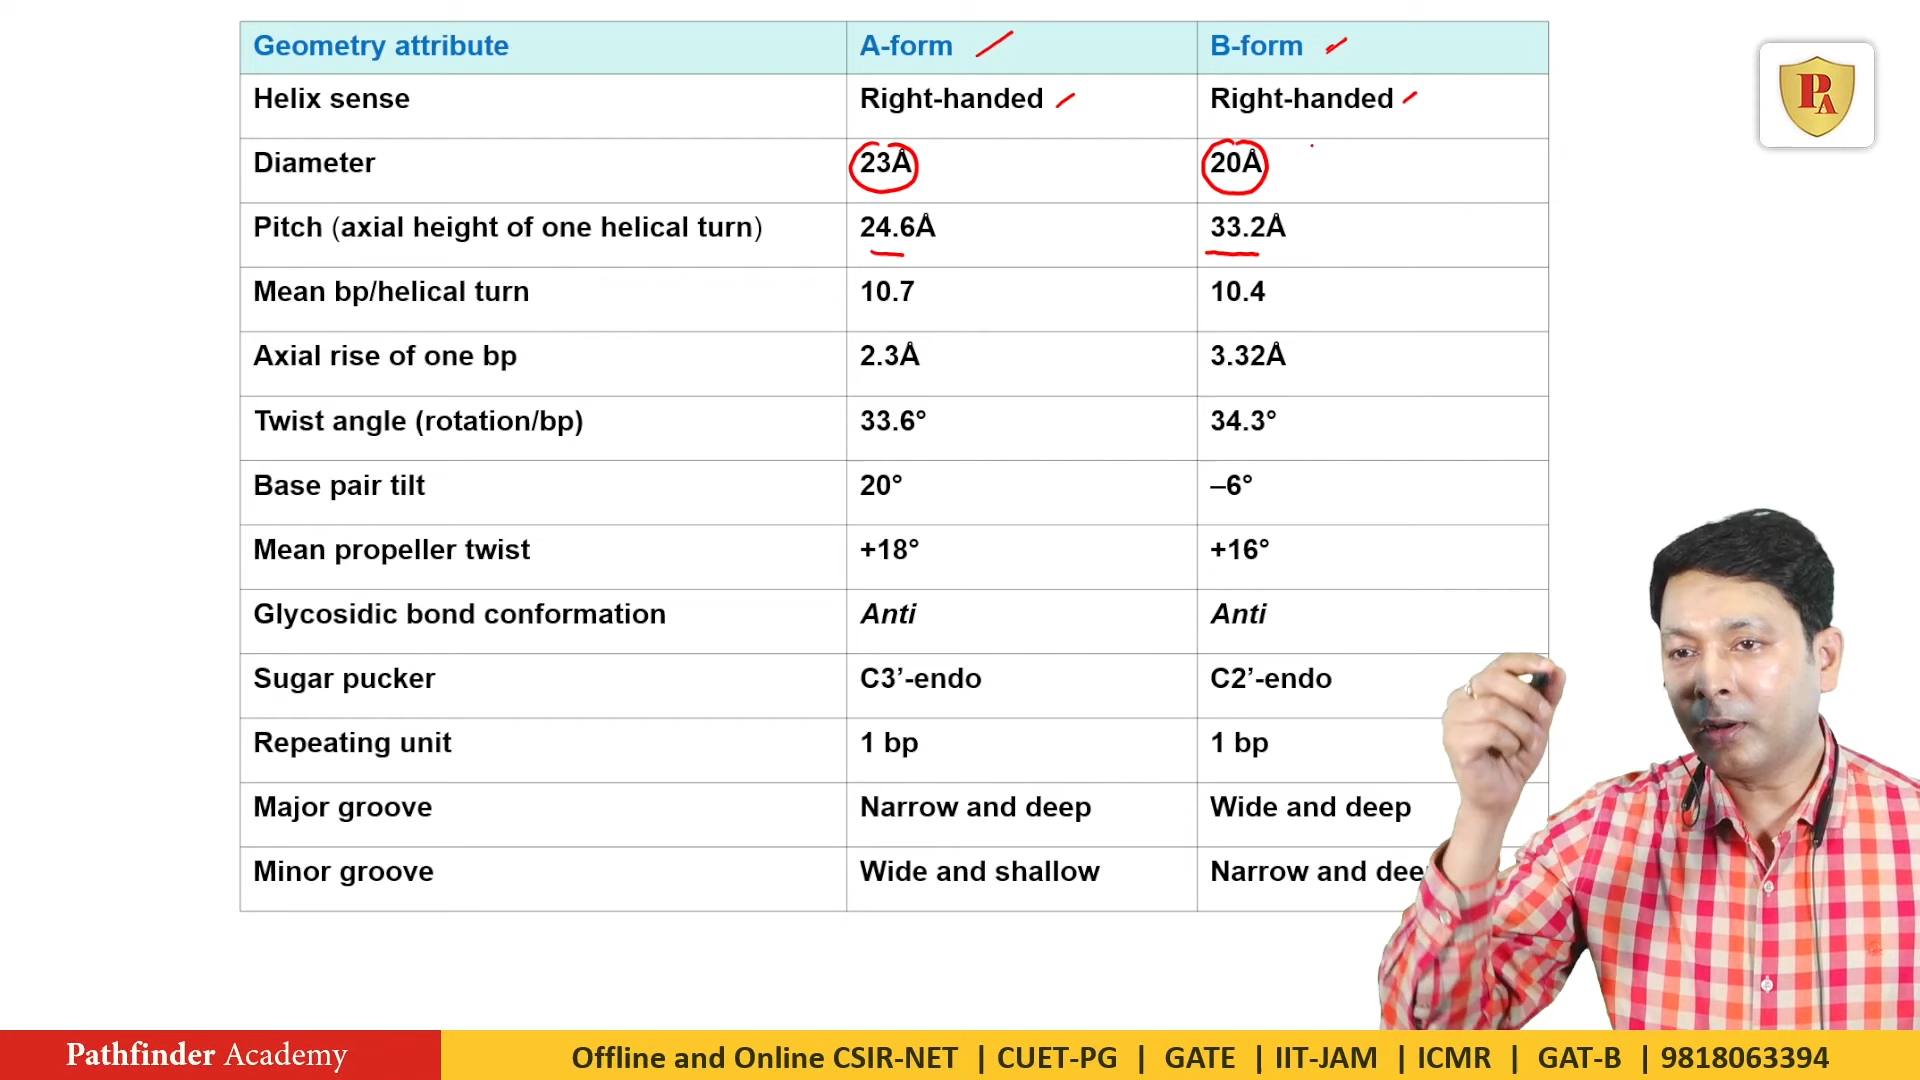 Geometry attribute A-form B-form
Helix sense Right-handed Right-handed
Diameter 23Å 20Å
Pitch (axial height of one helical turn) 24.6Å 33.2Å
Mean bp/helical turn 10.7 10.4
Axial rise of one bp 2.3Å 3.32Å
Twist angle (rotation/bp) 33.6° 34.3°
Base pair tilt 20° –6°
Mean propeller twist +18° +16°
Glycosidic bond conformation Anti Anti
Sugar pucker C3’-endo C2’-endo
Repeating unit 1 bp 1 bp
Major groove Narrow and deep Wide and deep
Minor groove Wide and shallow Narrow and dee
PA
Pathfinder Academy Offline and Online CSIR-NET | CUET-PG | GATE | IIT-JAM | ICMR | GAT-B | 9818063394